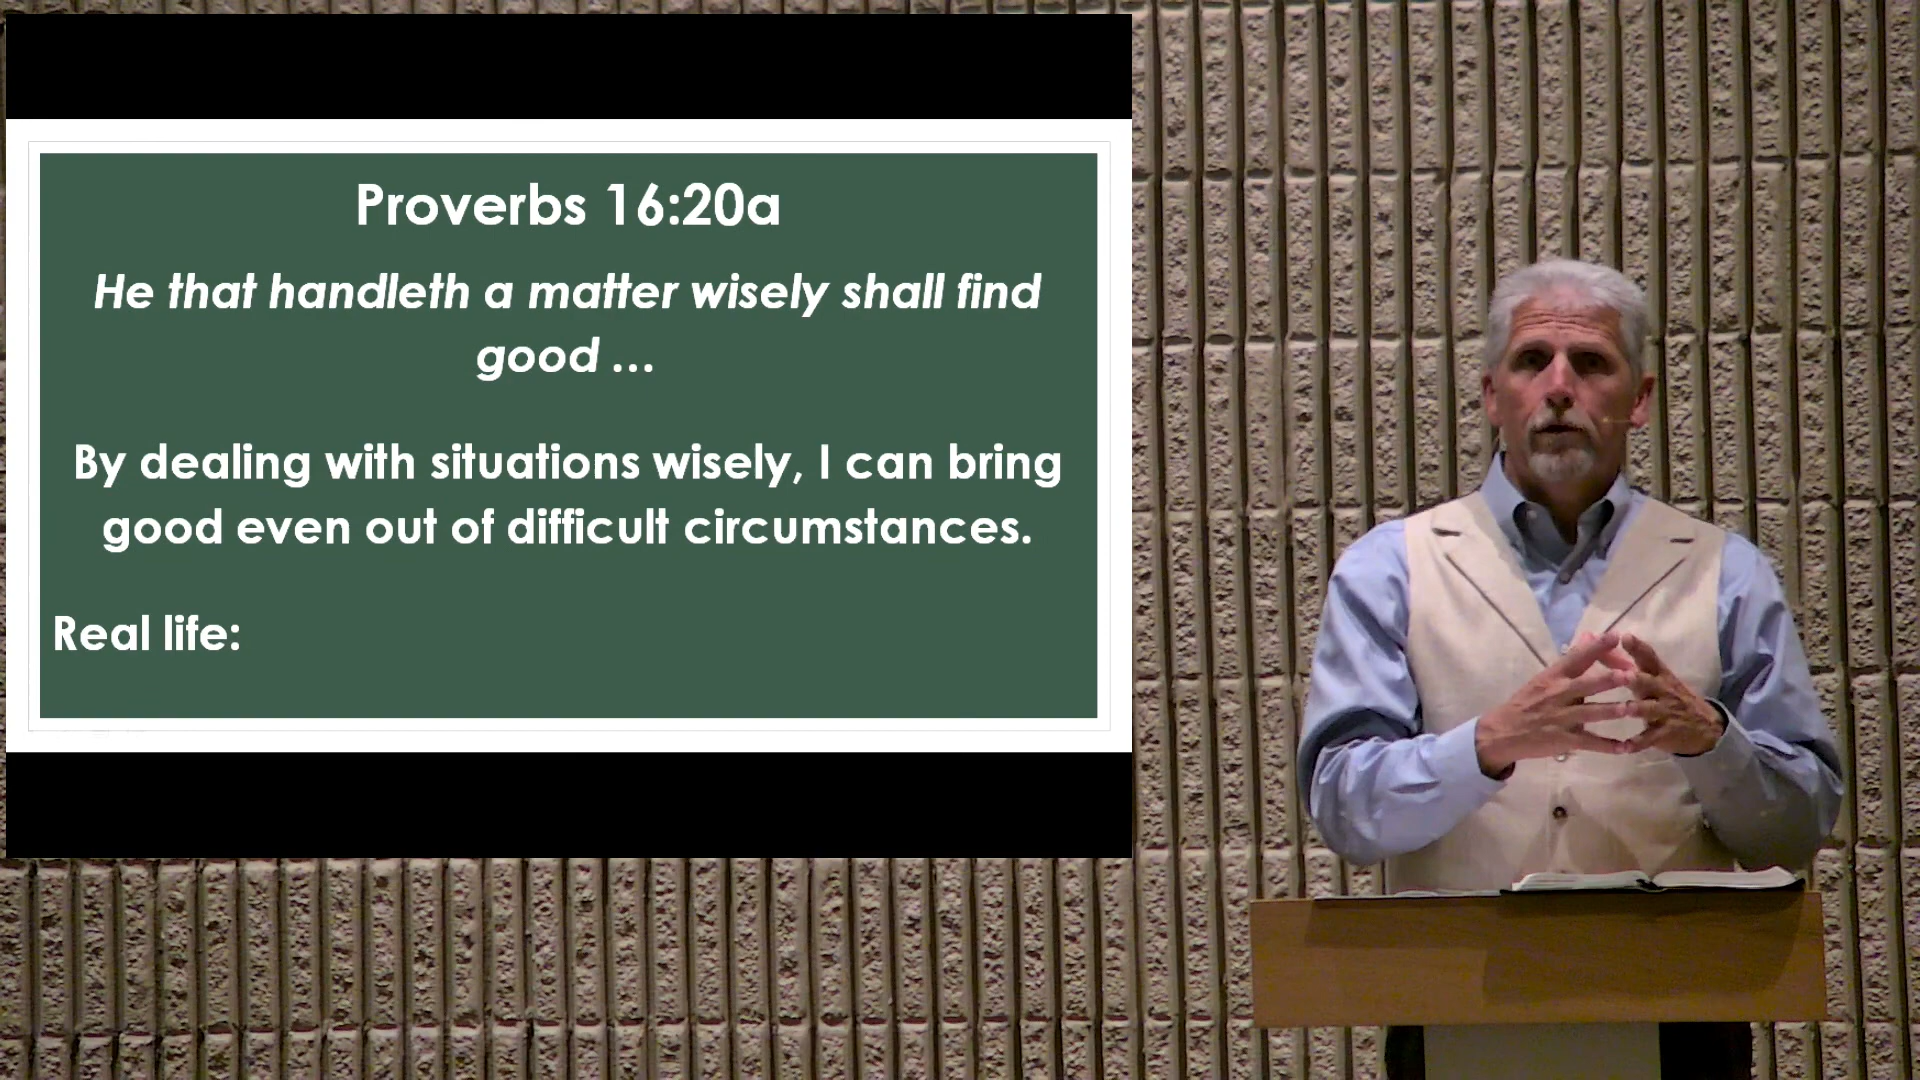 Proverbs 16:20a
He that handleth a matter wisely shall find
good ...
By dealing with situations wisely, I can bring
good even out of difficult circumstances.
Real life: